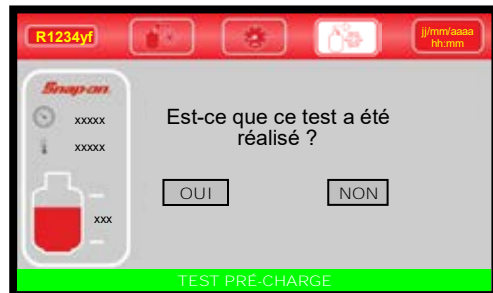 R1234yf
jj/mm/aaaa
hh:mm
Snap-on
xxxxx
xxxxx
xxx
Est-ce que ce test a été
réalisé ?
OUI
NON
TEST PRÉ-CHARGE